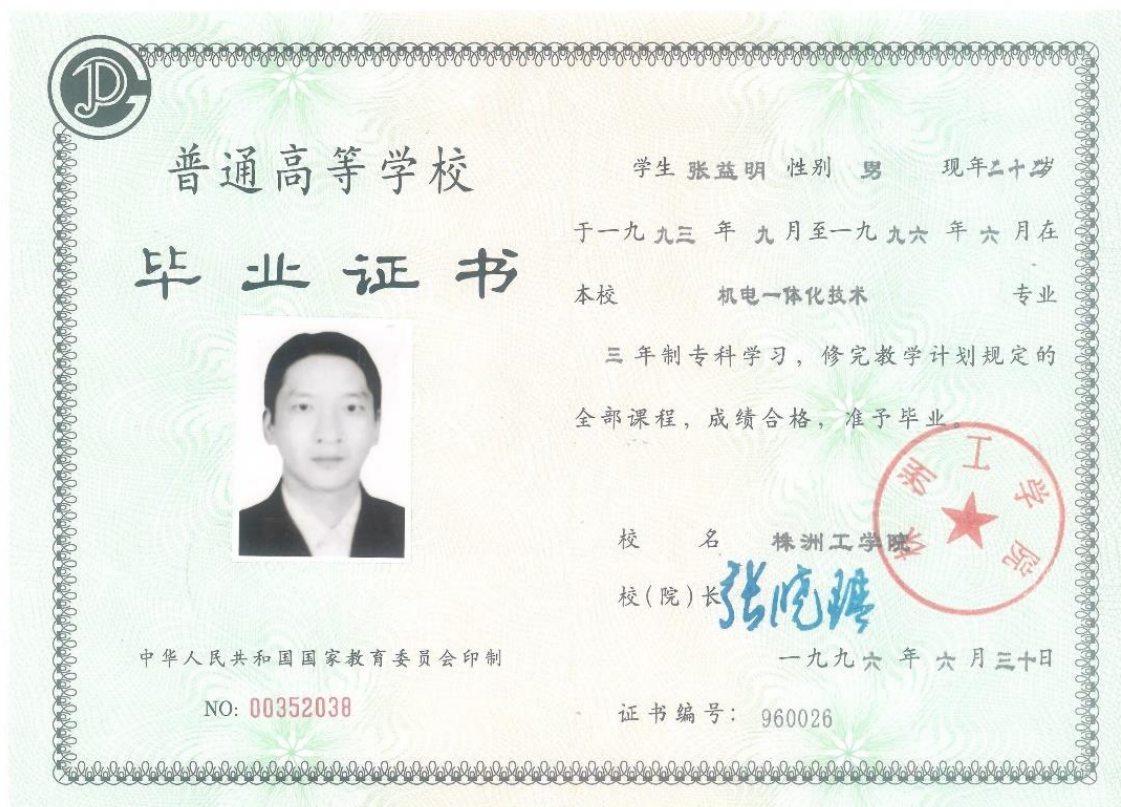 普通高等学校
毕业证书
中华人民共和国国家教育委员会印制
NO: 00352038
学生 张益明 性别 男 现年二十岁
于一九九三年九月至一九九六年六月在
本校 机电一体化技术 专业
三年制专科学习，修完教学计划规定的
全部课程，成绩合格，准予毕业。
株洲工学院
校 名 株洲工学院
校(院)长
一九九六年六月三十日
证书编号: 960026